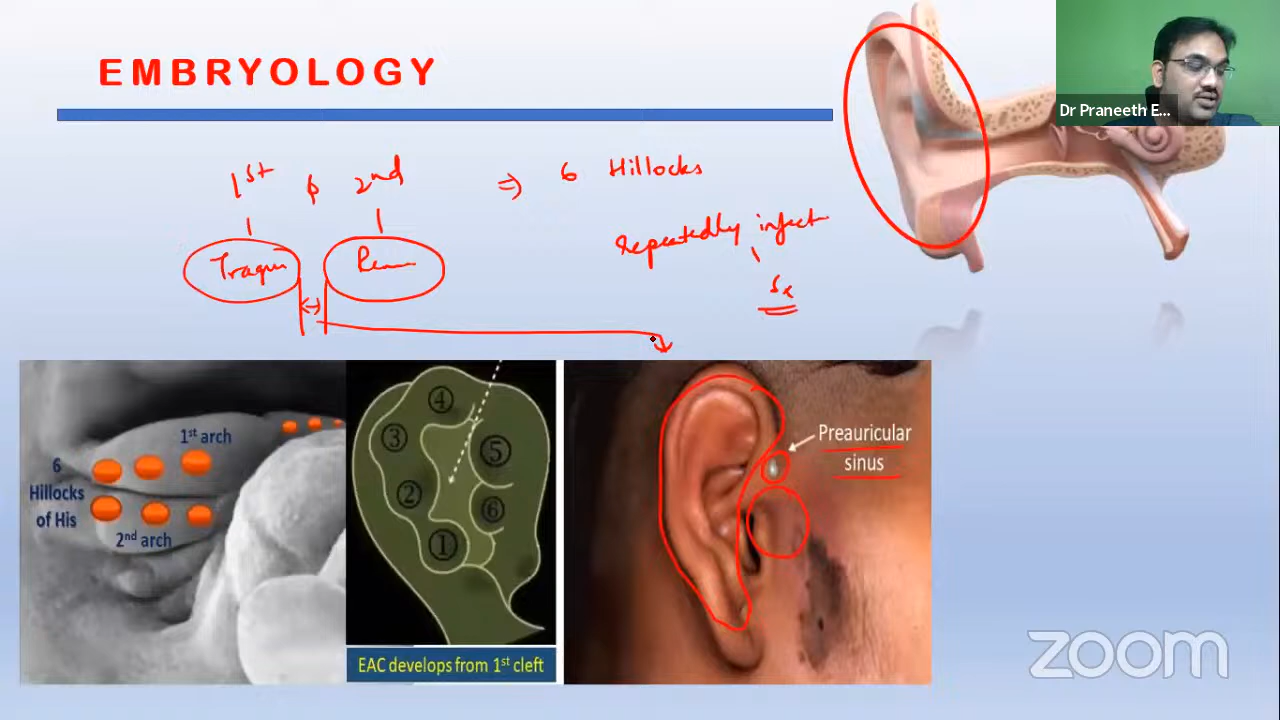 EMBRYOLOGY
Dr Praneeth E...
1st & 2nd ⇒ 6 Hillocks
Repeatedly infect
Tragus
Sx
1st arch
6
Hillocks
of His
2nd arch
4
3
5
2
6
1
EAC develops from 1st cleft
Preauricular
sinus
zoom